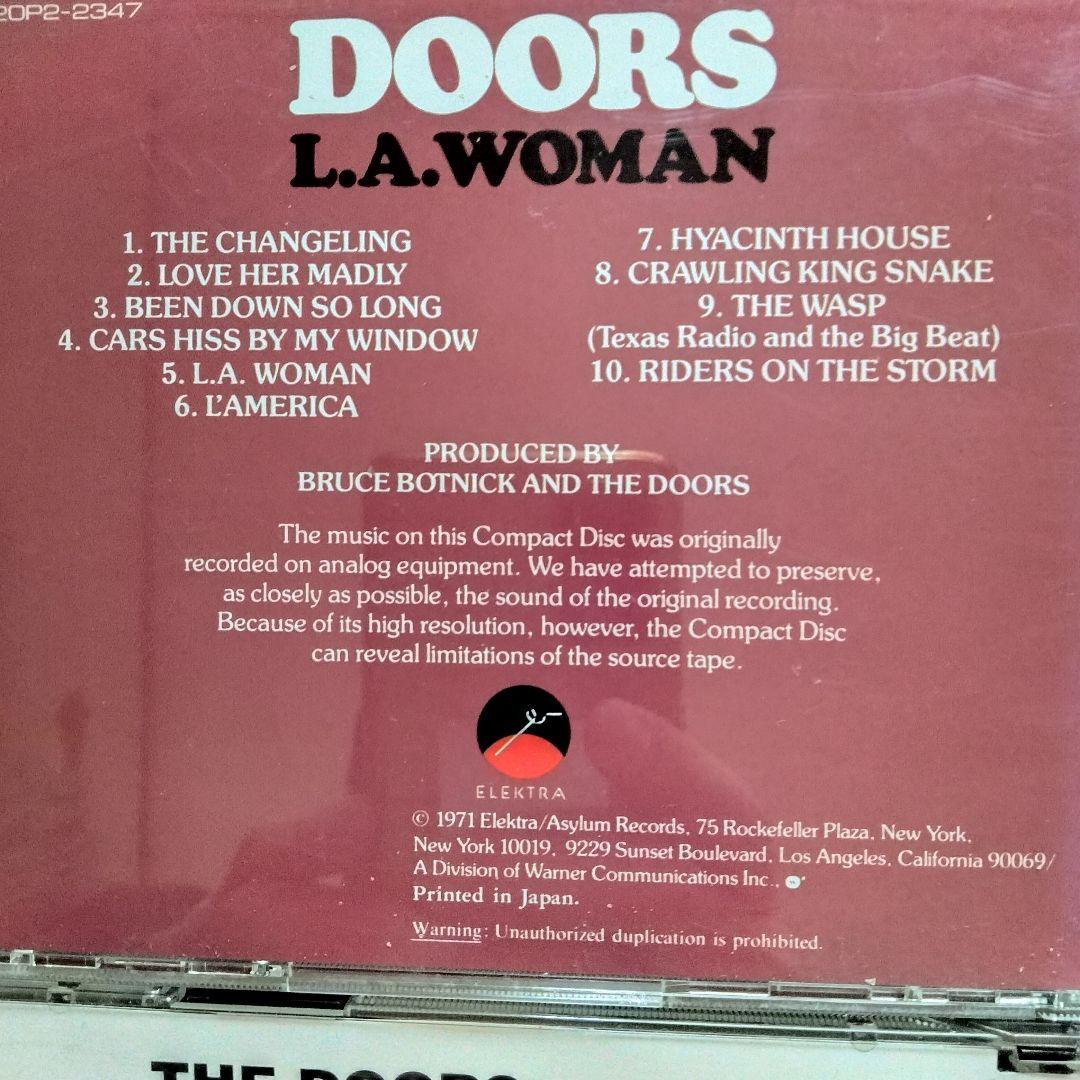 20P2-2347
DOORS
L.A.WOMAN
1. THE CHANGELING
2. LOVE HER MADLY
3. BEEN DOWN SO LONG
4. CARS HISS BY MY WINDOW
5. L.A. WOMAN
6. L'AMERICA
7. HYACINTH HOUSE
8. CRAWLING KING SNAKE
9. THE WASP
(Texas Radio and the Big Beat)
10. RIDERS ON THE STORM
PRODUCED BY
BRUCE BOTNICK AND THE DOORS
The music on this Compact Disc was originally
recorded on analog equipment. We have attempted to preserve,
as closely as possible, the sound of the original recording.
Because of its high resolution, however, the Compact Disc
can reveal limitations of the source tape.
ELEKTRA
© 1971 Elektra/Asylum Records, 75 Rockefeller Plaza, New York,
New York 10019, 9229 Sunset Boulevard, Los Angeles, California 90069/
A Division of Warner Communications Inc.,
Printed in Japan.
Warning: Unauthorized duplication is prohibited.
THE DOORS